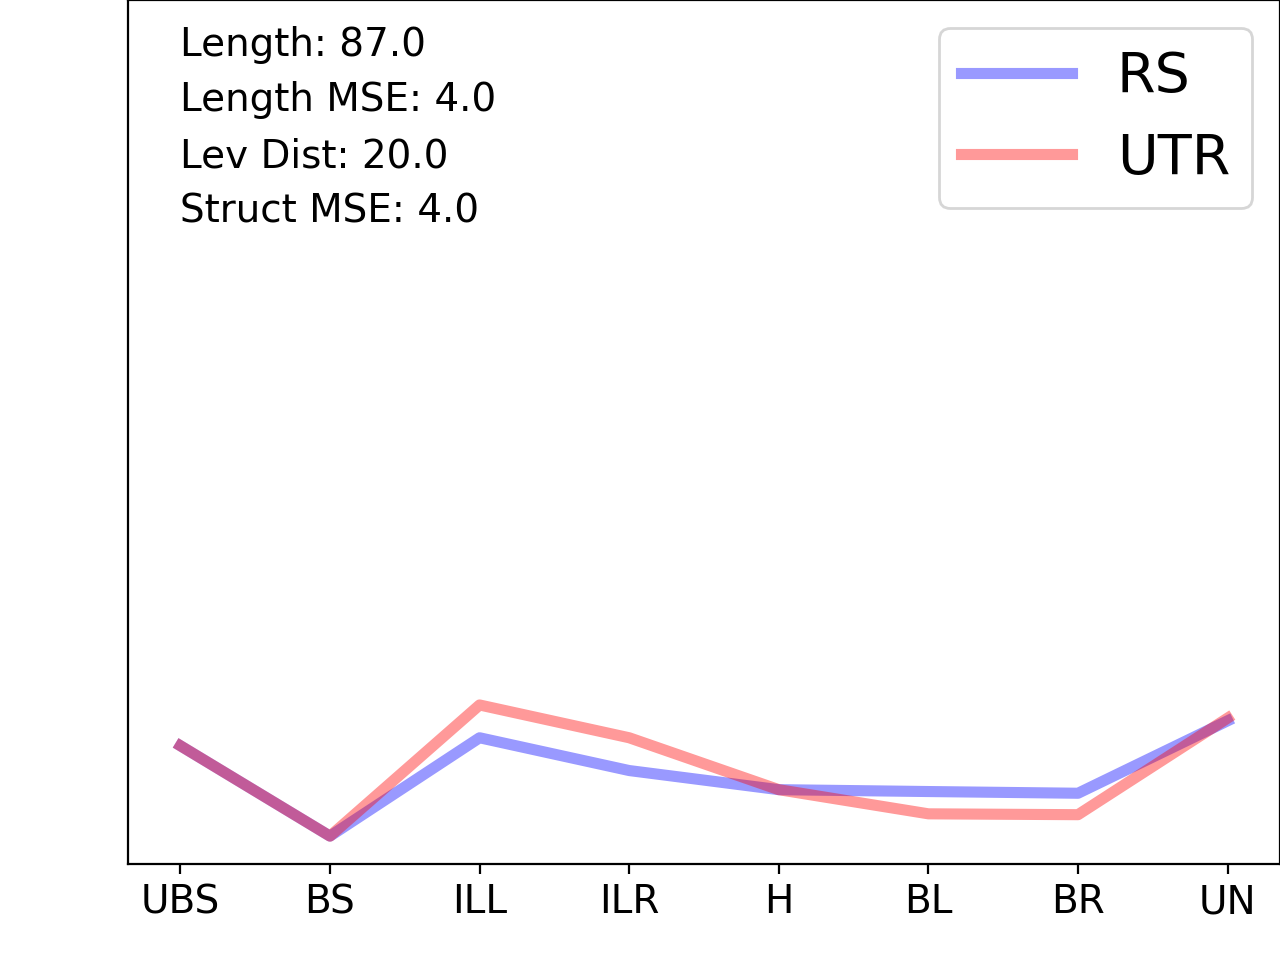 Length: 87.0
Length MSE: 4.0
Lev Dist: 20.0
Struct MSE: 4.0
RS
UTR
UBS BS ILL ILR H BL BR UN